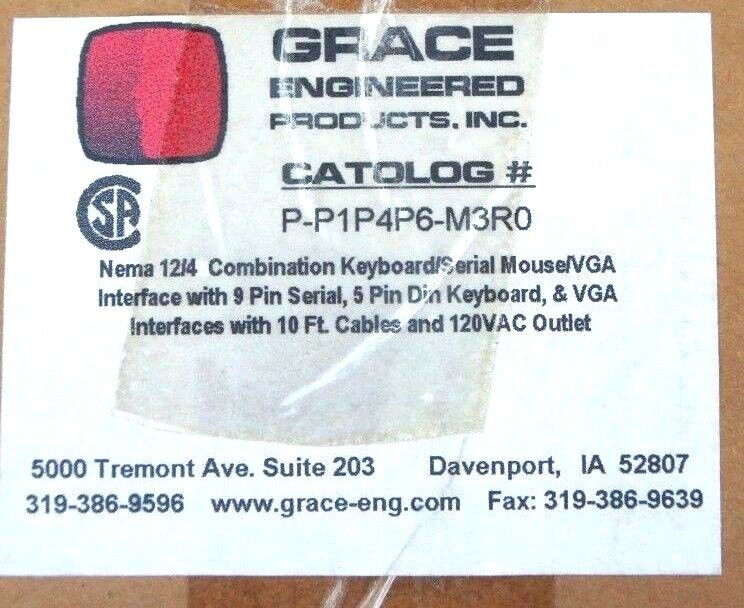 GRACE
ENGINEERED
PRODUCTS, INC.
CATOLOG #
CSA
P-P1P4P6-M3R0
Nema 12/4 Combination Keyboard/Serial Mouse/VGA
Interface with 9 Pin Serial, 5 Pin Din Keyboard, & VGA
Interfaces with 10 Ft. Cables and 120VAC Outlet
5000 Tremont Ave. Suite 203 Davenport, IA 52807
319-386-9596 www.grace-eng.com Fax: 319-386-9639